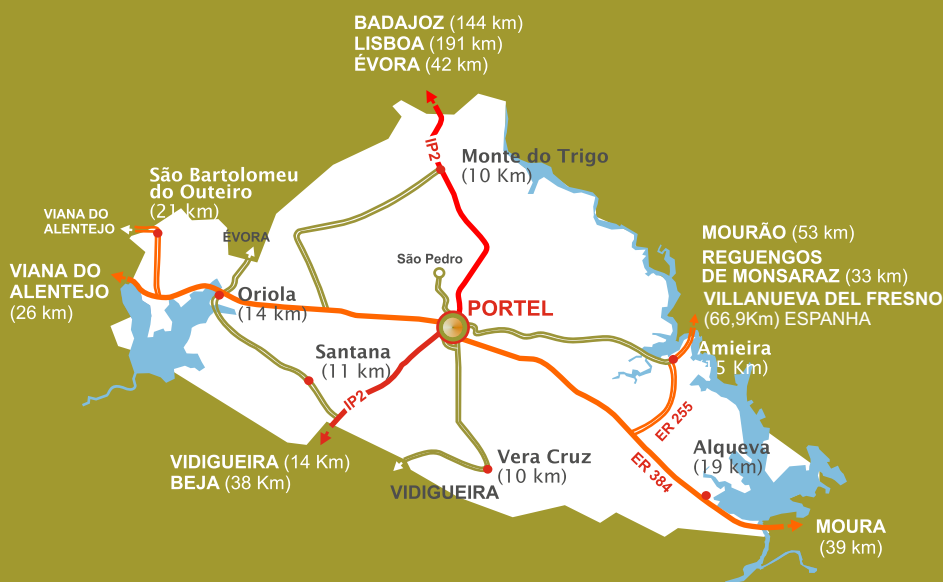 BADAJOZ (144 km)
LISBOA (191 km)
ÉVORA (42 km)
IP2
Monte do Trigo
(10 Km)
São Bartolomeu
do Outeiro
(21 km)
VIANA DO
ALENTEJO
ÉVORA
VIANA DO
ALENTEJO
(26 km)
São Pedro
MOURÃO (53 km)
REGUENGOS
DE MONSARAZ (33 km)
VILLANUEVA DEL FRESNO
(66,9Km) ESPANHA
Oriola
(14 km)
PORTEL
Santana
(11 km)
Amieira
(15 Km)
IP2
ER 255
ER 384
Alqueva
(19 km)
Vera Cruz
(10 km)
VIDIGUEIRA (14 Km)
BEJA (38 Km)
VIDIGUEIRA
MOURA
(39 km)